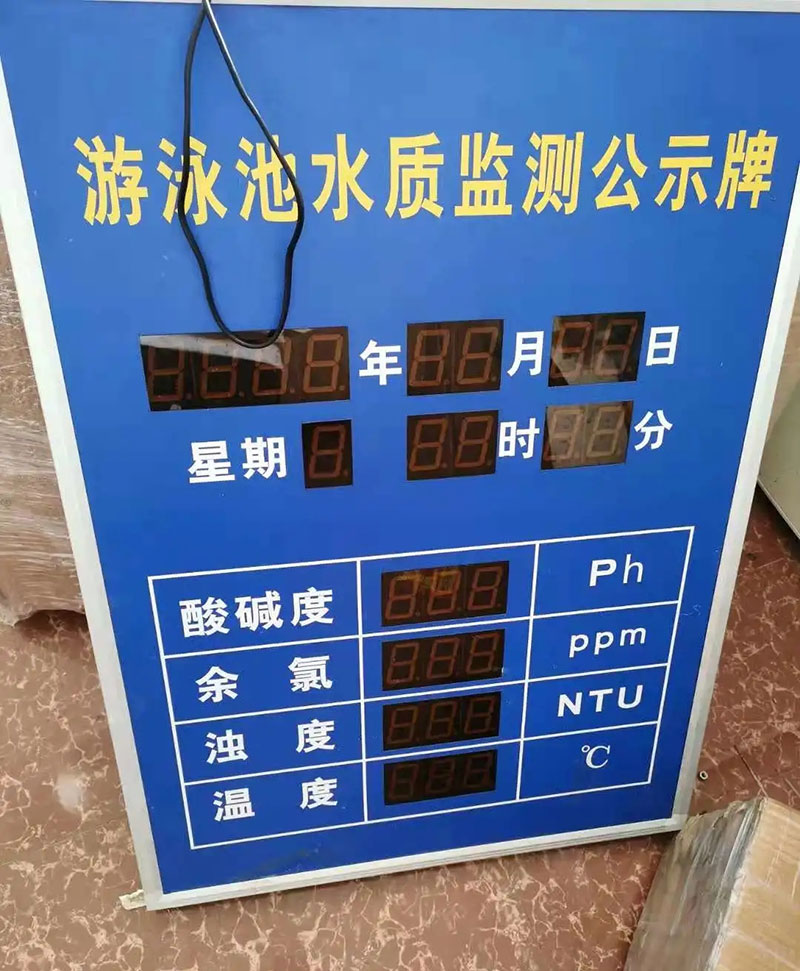 游泳池水质监测公示牌
年 月 日
星期 时 分
酸碱度 Ph
余氯 ppm
浊度 NTU
温度 ℃